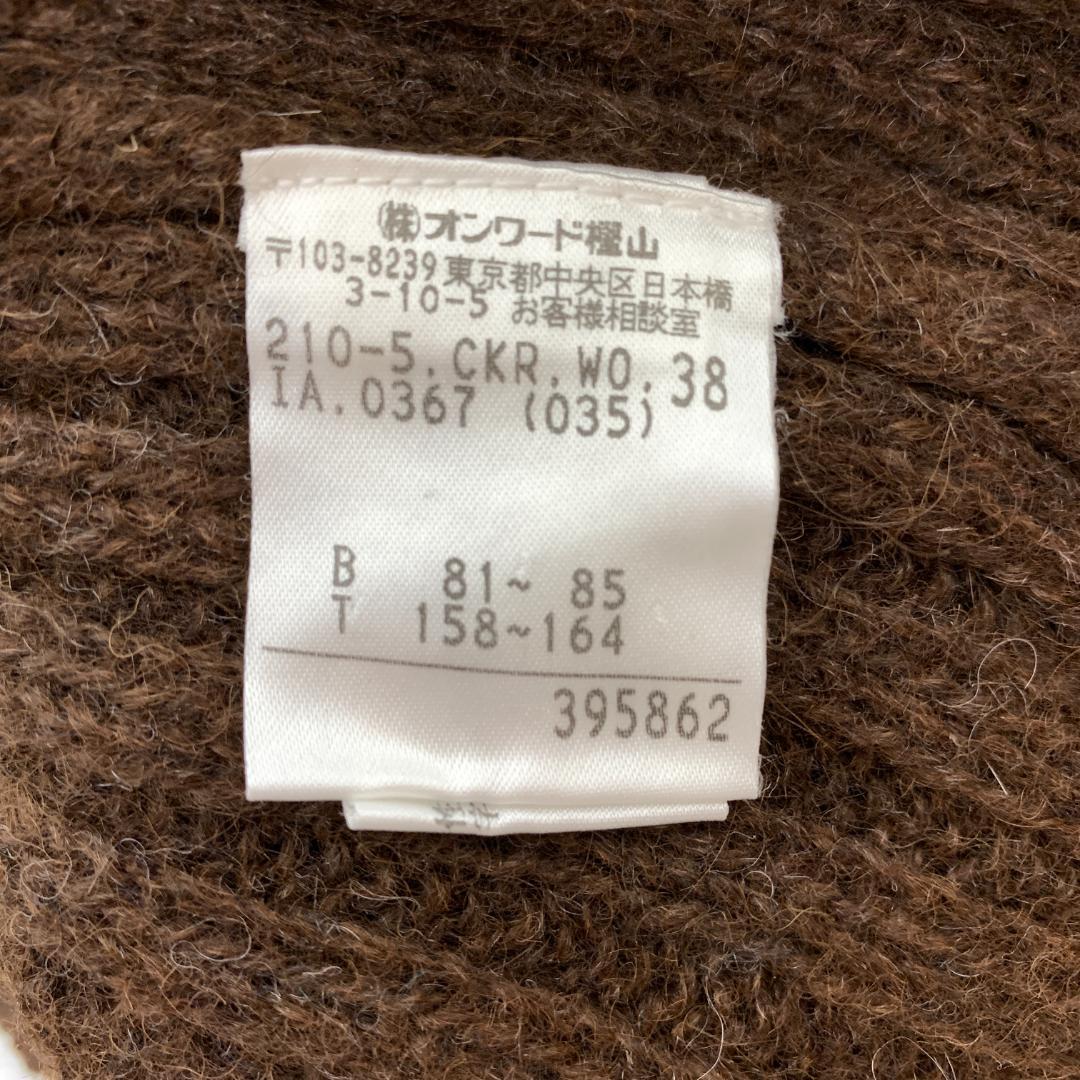 ㈱オンワード樫山
〒103-8239 東京都中央区日本橋
3-10-5 お客様相談室
210-5.CKR.WO. 38
IA.0367 (035)
B 81~ 85
T 158~164
395862